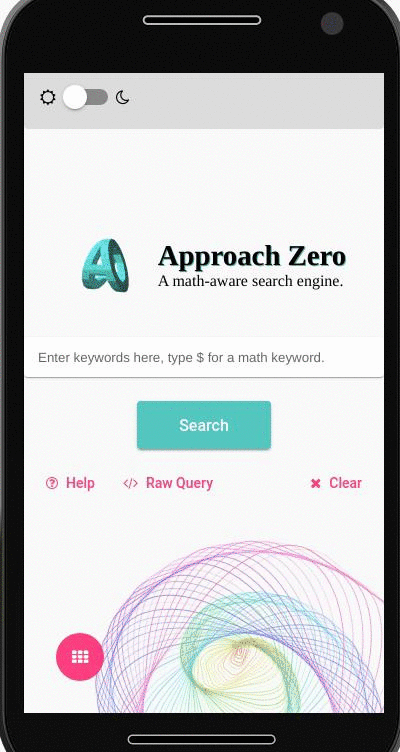 Approach Zero
A math-aware search engine.
Enter keywords here, type $ for a math keyword.
Search
Help
Raw Query
Clear